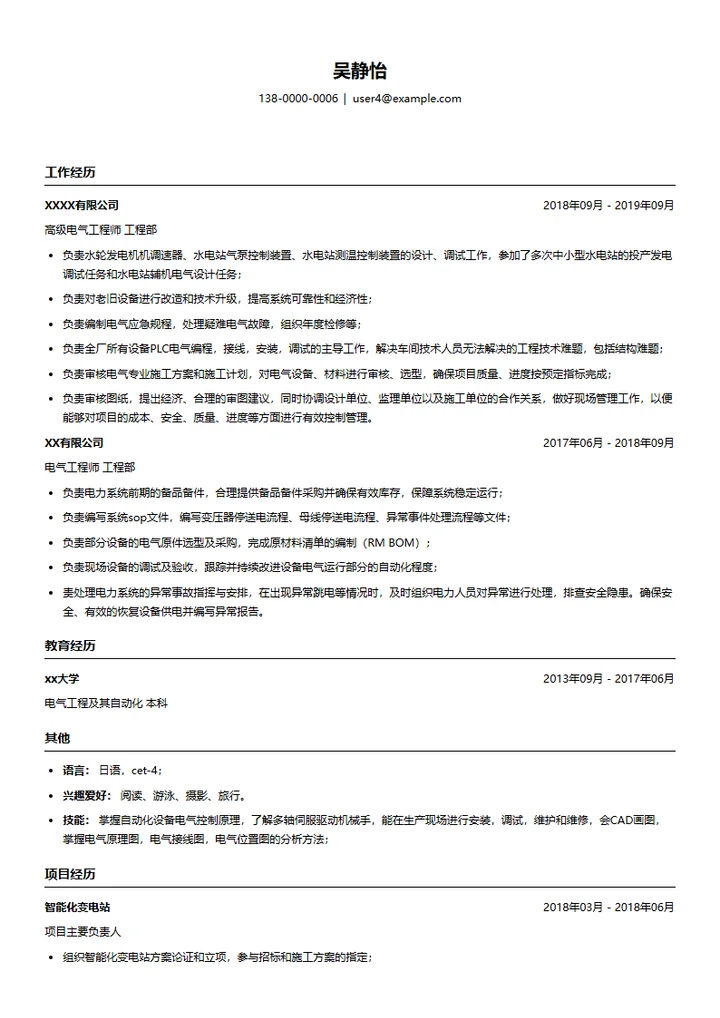 吴静怡
138-0000-0006 | user4@example.com
工作经历
XXXX有限公司 2018年09月 - 2019年09月
高级电气工程师 工程部
• 负责水轮发电机机调速器、水电站气泵控制装置、水电站测温控制装置的设计、调试工作，参加了多次中小型水电站的投产发电
调试任务和水电站辅机电气设计任务；
• 负责对老旧设备进行改造和技术升级，提高系统可靠性和经济性；
• 负责编制电气应急规程，处理疑难电气故障，组织年度检修等；
• 负责全厂所有设备PLC电气编程，接线，安装，调试的主导工作，解决车间技术人员无法解决的工程技术难题，包括结构难题；
• 负责审核电气专业施工方案和施工计划，对电气设备、材料进行审核、选型，确保项目质量、进度按预定指标完成；
• 负责审核图纸，提出经济、合理的审图建议，同时协调设计单位、监理单位以及施工单位的合作关系，做好现场管理工作，以便
能够对项目的成本、安全、质量、进度等方面进行有效控制管理。
XX有限公司 2017年06月 - 2018年09月
电气工程师 工程部
• 负责电力系统前期的备品备件，合理提供备品备件采购并确保有效库存，保障系统稳定运行；
• 负责编写系统sop文件，编写变压器停送电流程、母线停送电流程、异常事件处理流程等文件；
• 负责部分设备的电气原件选型及采购，完成原材料清单的编制（RM BOM）；
• 负责现场设备的调试及验收，跟踪并持续改进设备电气运行部分的自动化程度；
• 责处理电力系统的异常事故指挥与安排，在出现异常跳电等情况时，及时组织电力人员对异常进行处理，排查安全隐患。确保安
全、有效的恢复设备供电并编写异常报告。
教育经历
xx大学 2013年09月 - 2017年06月
电气工程及其自动化 本科
其他
• 语言： 日语，cet-4；
• 兴趣爱好： 阅读、游泳、摄影、旅行。
• 技能： 掌握自动化设备电气控制原理，了解多轴伺服驱动机械手，能在生产现场进行安装，调试，维护和维修，会CAD画图，
掌握电气原理图，电气接线图，电气位置图的分析方法；
项目经历
智能化变电站 2018年03月 - 2018年06月
项目主要负责人
• 组织智能化变电站方案论证和立项，参与招标和施工方案的指定；